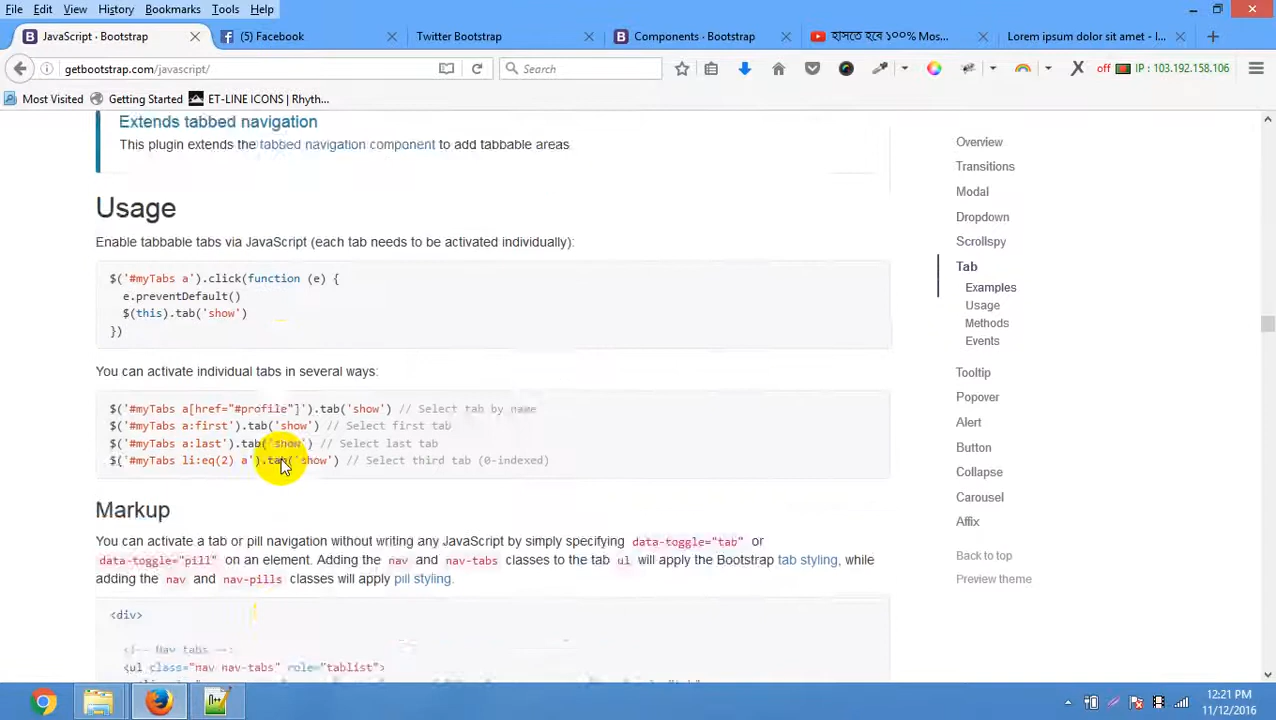 File Edit View History Bookmarks Tools Help
JavaScript · Bootstrap
(5) Facebook
Twitter Bootstrap
Components · Bootstrap
হাসতে হবে ১০০% Mos...
Lorem ipsum dolor sit amet - l...
getbootstrap.com/javascript/
Search
off
IP : 103.192.158.106
Most Visited
Getting Started
ET-LINE ICONS | Rhyth...
Extends tabbed navigation
This plugin extends the tabbed navigation component to add tabbable areas
Usage
Enable tabbable tabs via JavaScript (each tab needs to be activated individually):
$('#myTabs a').click(function (e) {
e.preventDefault()
$(this).tab('show')
})
You can activate individual tabs in several ways:
$('#myTabs a[href="#profile"]').tab('show') // Select tab by name
$('#myTabs a:first').tab('show') // Select first tab
$('#myTabs a:last').tab('show') // Select last tab
$('#myTabs li:eq(2) a').tab('show') // Select third tab (0-indexed)
Markup
You can activate a tab or pill navigation without writing any JavaScript by simply specifying data-toggle="tab" or
data-toggle="pill" on an element. Adding the nav and nav-tabs classes to the tab ul will apply the Bootstrap tab styling, while
adding the nav and nav-pills classes will apply pill styling.
<div>
<!-- Nav tabs -->
<ul class="nav nav-tabs" role="tablist">
Overview
Transitions
Modal
Dropdown
Scrollspy
Tab
Examples
Usage
Methods
Events
Tooltip
Popover
Alert
Button
Collapse
Carousel
Affix
Back to top
Preview theme
12:21 PM
11/12/2016